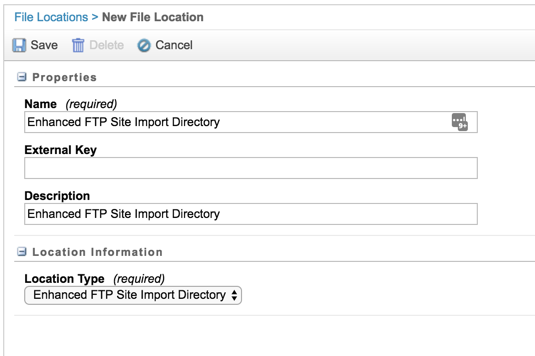 File Locations > New File Location
Save Delete Cancel
Properties
Name (required)
Enhanced FTP Site Import Directory
9+
External Key
Description
Enhanced FTP Site Import Directory
Location Information
Location Type (required)
Enhanced FTP Site Import Directory